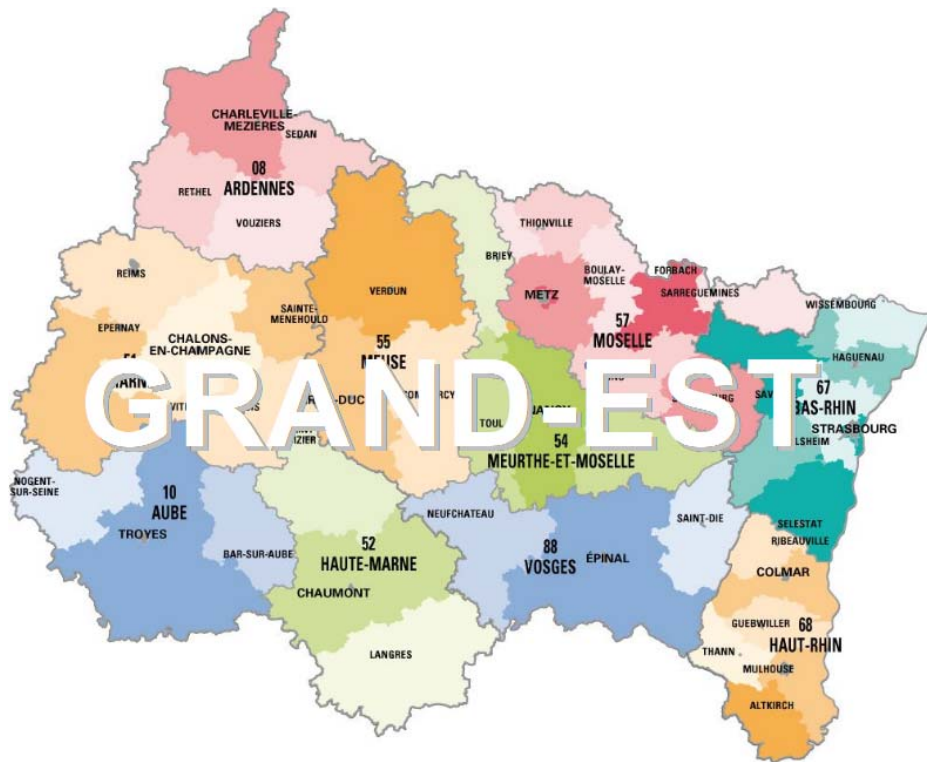 CHARLEVILLE-
MEZIERES
SEDAN
08
ARDENNES
RETHEL
VOUZIERS
REIMS
EPERNAY
CHALONS-
EN-CHAMPAGNE
SAINTE-
MENEHOULD
VERDUN
55
MEUSE
BRIEY
THIONVILLE
METZ
BOULAY-
MOSELLE
FORBACH
SARREGUEMINES
57
MOSELLE
WISSEMBOURG
HAGUENAU
67
BAS-RHIN
STRASBOURG
GRAND-EST
TOUL
54
MEURTHE-ET-MOSELLE
NOGENT-
SUR-SEINE
10
AUBE
TROYES
BAR-SUR-AUBE
52
HAUTE-MARNE
CHAUMONT
LANGRES
NEUFCHATEAU
88
VOSGES
ÉPINAL
SAINT-DIE
SELESTAT
RIBEAUVILLE
COLMAR
GUEBWILLER
68
HAUT-RHIN
THANN
MULHOUSE
ALTKIRCH